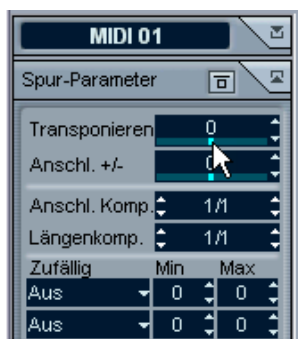 MIDI 01
Spur-Parameter
Transponieren 0
Anschl. +/- 0
Anschl. Komp. 1/1
Längenkomp. 1/1
Zufällig Min Max
Aus 0 0
Aus 0 0